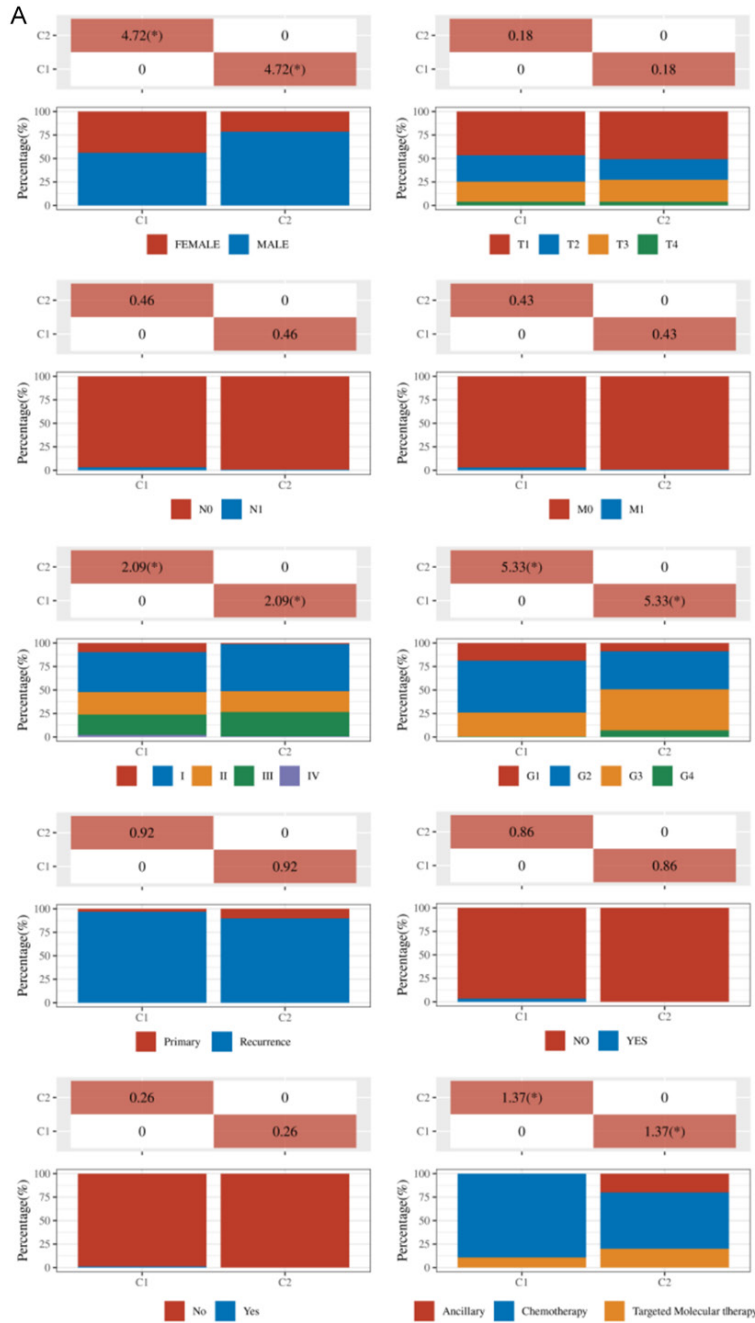 A
C2 4.72(*) 0
C1 0 4.72(*)
Percentage(%)
100
75
50
25
0
C1 C2
FEMALE MALE
C2 0.18 0
C1 0 0.18
Percentage(%)
100
75
50
25
0
C1 C2
T1 T2 T3 T4
C2 0.46 0
C1 0 0.46
Percentage(%)
100
75
50
25
0
C1 C2
N0 N1
C2 0.43 0
C1 0 0.43
Percentage(%)
100
75
50
25
0
C1 C2
M0 M1
C2 2.09(*) 0
C1 0 2.09(*)
Percentage(%)
100
75
50
25
0
C1 C2
I II III IV
C2 5.33(*) 0
C1 0 5.33(*)
Percentage(%)
100
75
50
25
0
C1 C2
G1 G2 G3 G4
C2 0.92 0
C1 0 0.92
Percentage(%)
100
75
50
25
0
C1 C2
Primary Recurrence
C2 0.86 0
C1 0 0.86
Percentage(%)
100
75
50
25
0
C1 C2
NO YES
C2 0.26 0
C1 0 0.26
Percentage(%)
100
75
50
25
0
C1 C2
No Yes
C2 1.37(*) 0
C1 0 1.37(*)
Percentage(%)
100
75
50
25
0
C1 C2
Ancillary Chemotherapy Targeted Molecular tlherapy